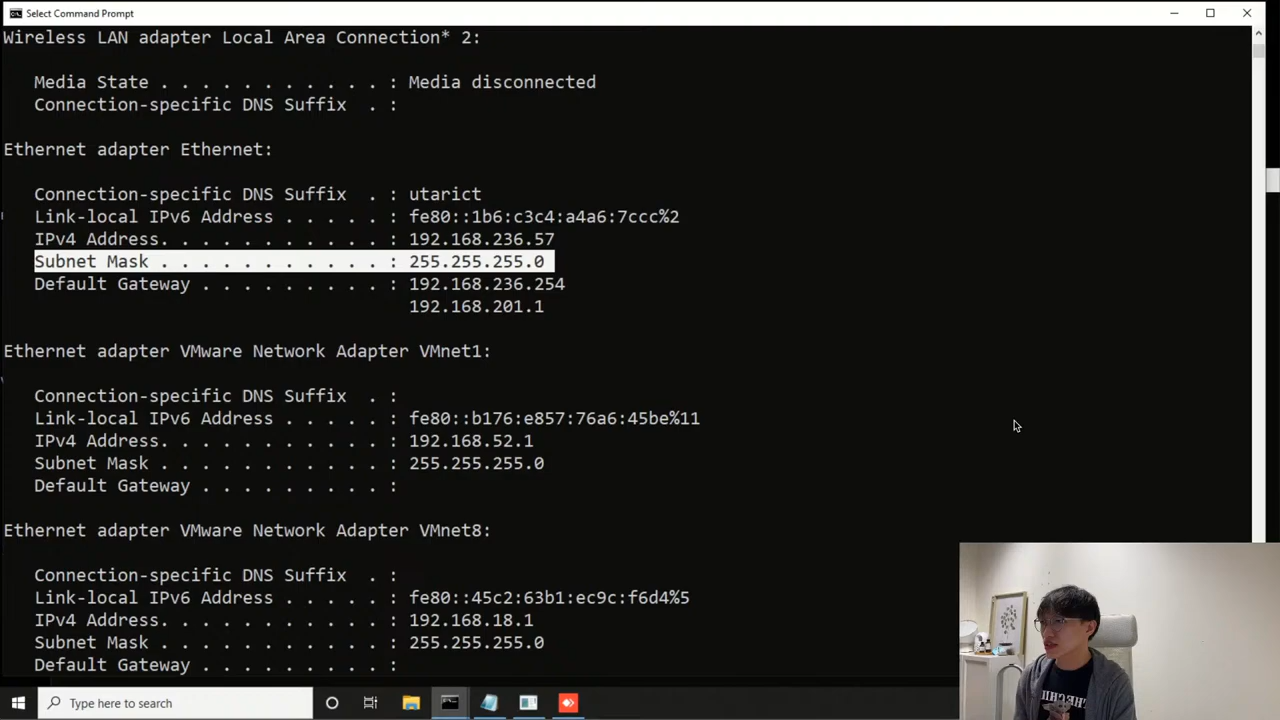 Select Command Prompt
Wireless LAN adapter Local Area Connection* 2:
Media State . . . . . . . . . . . : Media disconnected
Connection-specific DNS Suffix  . :
Ethernet adapter Ethernet:
Connection-specific DNS Suffix  . : utarict
Link-local IPv6 Address . . . . . : fe80::1b6:c3c4:a4a6:7ccc%2
IPv4 Address. . . . . . . . . . . : 192.168.236.57
Subnet Mask . . . . . . . . . . . : 255.255.255.0
Default Gateway . . . . . . . . . : 192.168.236.254
192.168.201.1
Ethernet adapter VMware Network Adapter VMnet1:
Connection-specific DNS Suffix  . :
Link-local IPv6 Address . . . . . : fe80::b176:e857:76a6:45be%11
IPv4 Address. . . . . . . . . . . : 192.168.52.1
Subnet Mask . . . . . . . . . . . : 255.255.255.0
Default Gateway . . . . . . . . . :
Ethernet adapter VMware Network Adapter VMnet8:
Connection-specific DNS Suffix  . :
Link-local IPv6 Address . . . . . : fe80::45c2:63b1:ec9c:f6d4%5
IPv4 Address. . . . . . . . . . . : 192.168.18.1
Subnet Mask . . . . . . . . . . . : 255.255.255.0
Default Gateway . . . . . . . . . :
Type here to search